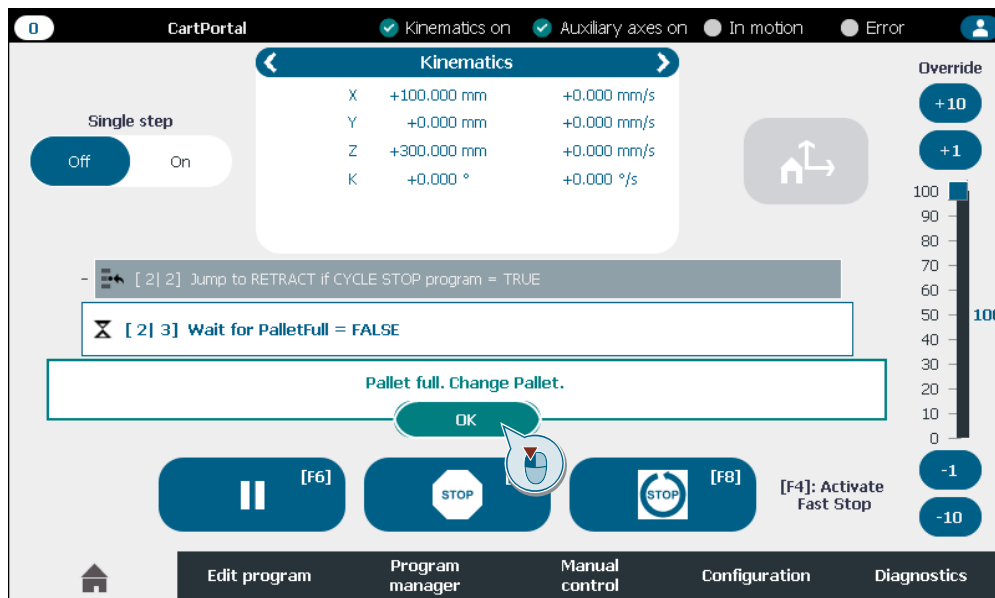 0 CartPortal Kinematics on Auxiliary axes on In motion Error
Kinematics
X +100.000 mm +0.000 mm/s
Y +0.000 mm +0.000 mm/s
Z +300.000 mm +0.000 mm/s
K +0.000 ° +0.000 °/s
Single step
Off On
Override
+10
+1
100
90
80
70
60
50 100
40
30
20
10
0
-1
-10
- [ 2| 2] Jump to RETRACT if CYCLE STOP program = TRUE
[ 2| 3] Wait for PalletFull = FALSE
Pallet full. Change Pallet.
OK
[F6]
STOP
STOP [F8]
[F4]: Activate
Fast Stop
Edit program
Program
manager
Manual
control
Configuration
Diagnostics